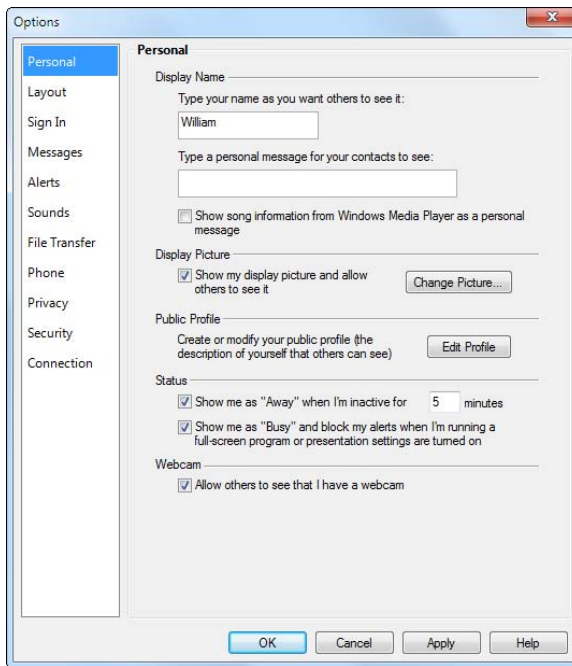 Options
Personal
Layout
Sign In
Messages
Alerts
Sounds
File Transfer
Phone
Privacy
Security
Connection
Personal
Display Name
Type your name as you want others to see it:
William
Type a personal message for your contacts to see:
Show song information from Windows Media Player as a personal
message
Display Picture
Show my display picture and allow
others to see it
Change Picture...
Public Profile
Create or modify your public profile (the
description of yourself that others can see)
Edit Profile
Status
Show me as "Away" when I'm inactive for 5 minutes
Show me as "Busy" and block my alerts when I'm running a
full-screen program or presentation settings are turned on
Webcam
Allow others to see that I have a webcam
OK Cancel Apply Help